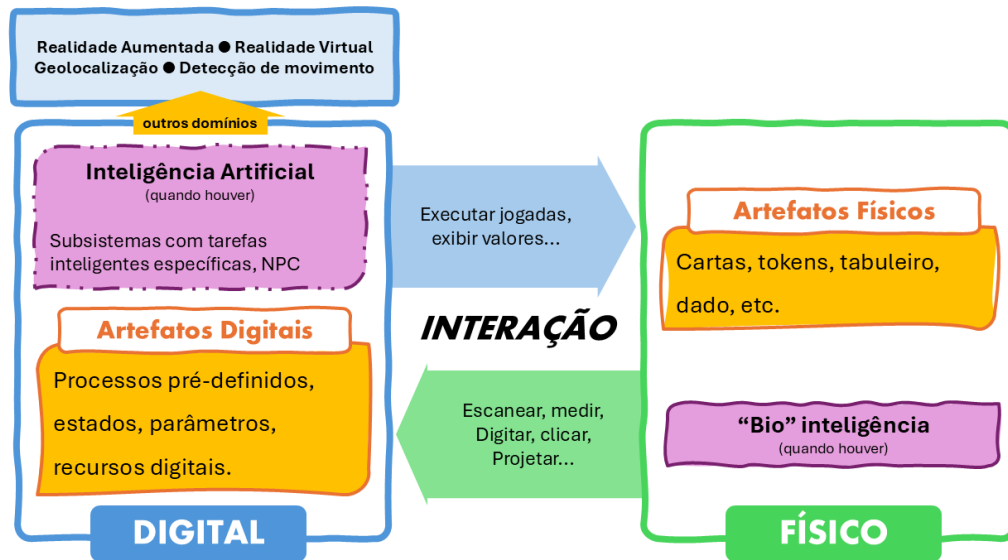 Realidade Aumentada ● Realidade Virtual
Geolocalização ● Detecção de movimento
outros domínios
Inteligência Artificial
(quando houver)
Subsistemas com tarefas
inteligentes específicas, NPC
Artefatos Digitais
Processos pré-definidos,
estados, parâmetros,
recursos digitais.
DIGITAL
Executar jogadas,
exibir valores...
INTERAÇÃO
Escanear, medir,
Digitar, clicar,
Projetar...
Artefatos Físicos
Cartas, tokens, tabuleiro,
dado, etc.
“Bio” inteligência
(quando houver)
FÍSICO